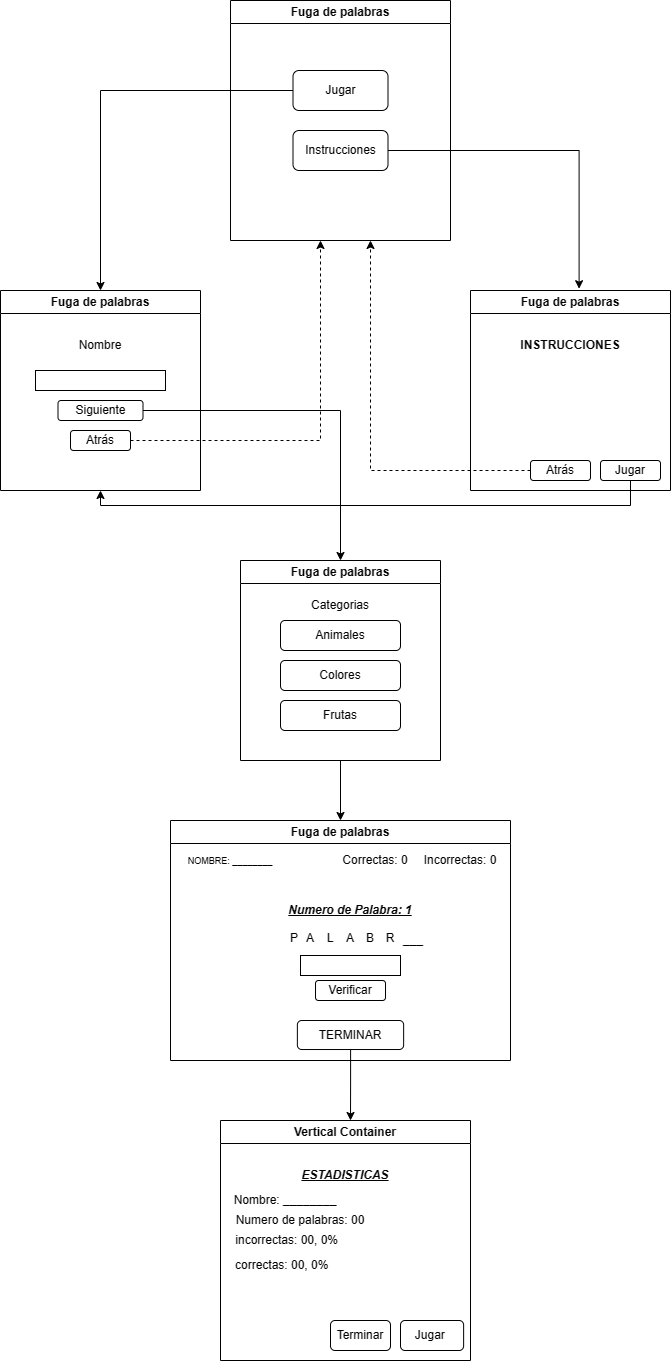 Fuga de palabras
Jugar
Instrucciones
Fuga de palabras
Nombre
Siguiente
Atrás
Fuga de palabras
INSTRUCCIONES
Atrás
Jugar
Fuga de palabras
Categorias
Animales
Colores
Frutas
Fuga de palabras
NOMBRE: ________ Correctas: 0 Incorrectas: 0
Numero de Palabra: 1
P A L A B R ___
Verificar
TERMINAR
Vertical Container
ESTADISTICAS
Nombre: ________
Numero de palabras: 00
incorrectas: 00, 0%
correctas: 00, 0%
Terminar
Jugar